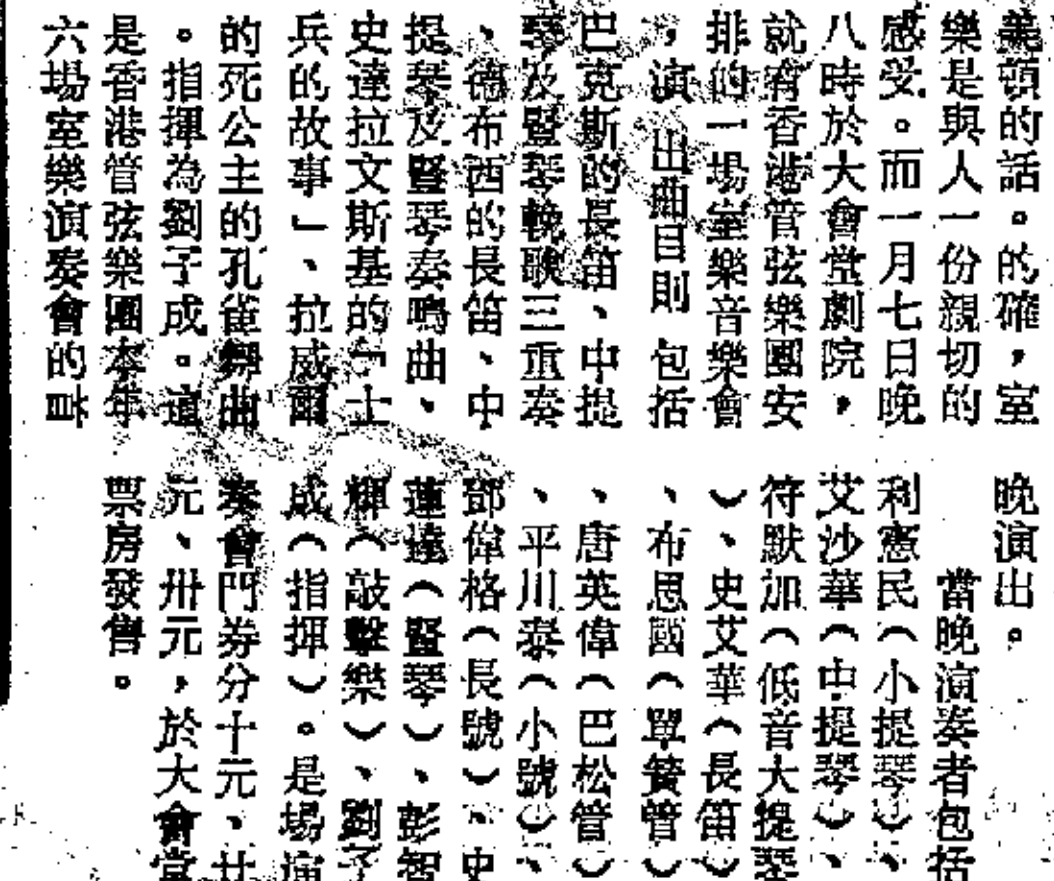 義頓的話。的確,室
樂是與人一份親切的
感受。而一月七日晚
八時於大會堂劇院,
就有香港管弦樂團安
排的一場室樂音樂會
,演出曲目則包括
巴克斯的長笛、中提
琴及豎琴輓歌三重奏
、德布西的長笛、中
提琴及豎琴奏鳴曲、
史達拉文斯基的「士
兵的故事」、拉威爾
的死公主的孔雀舞曲
。指揮為劉子成。這
是香港管弦樂團本年
六場室樂演奏會的首
晚演出。
當晚演奏者包括
利憲民(小提琴)、
艾沙華(中提琴)、
符默加(低音大提琴
)、史艾華(長笛)
、布思國(單簧管)
、唐英偉(巴松管)
、平川泰(小號)、
鄧偉格(長號)、史
蓮達(豎琴)、彭智
輝(敲擊樂)、劉子
成(指揮)。是場演
奏會門券分十元、廿
元、卅元,於大會堂
票房發售。